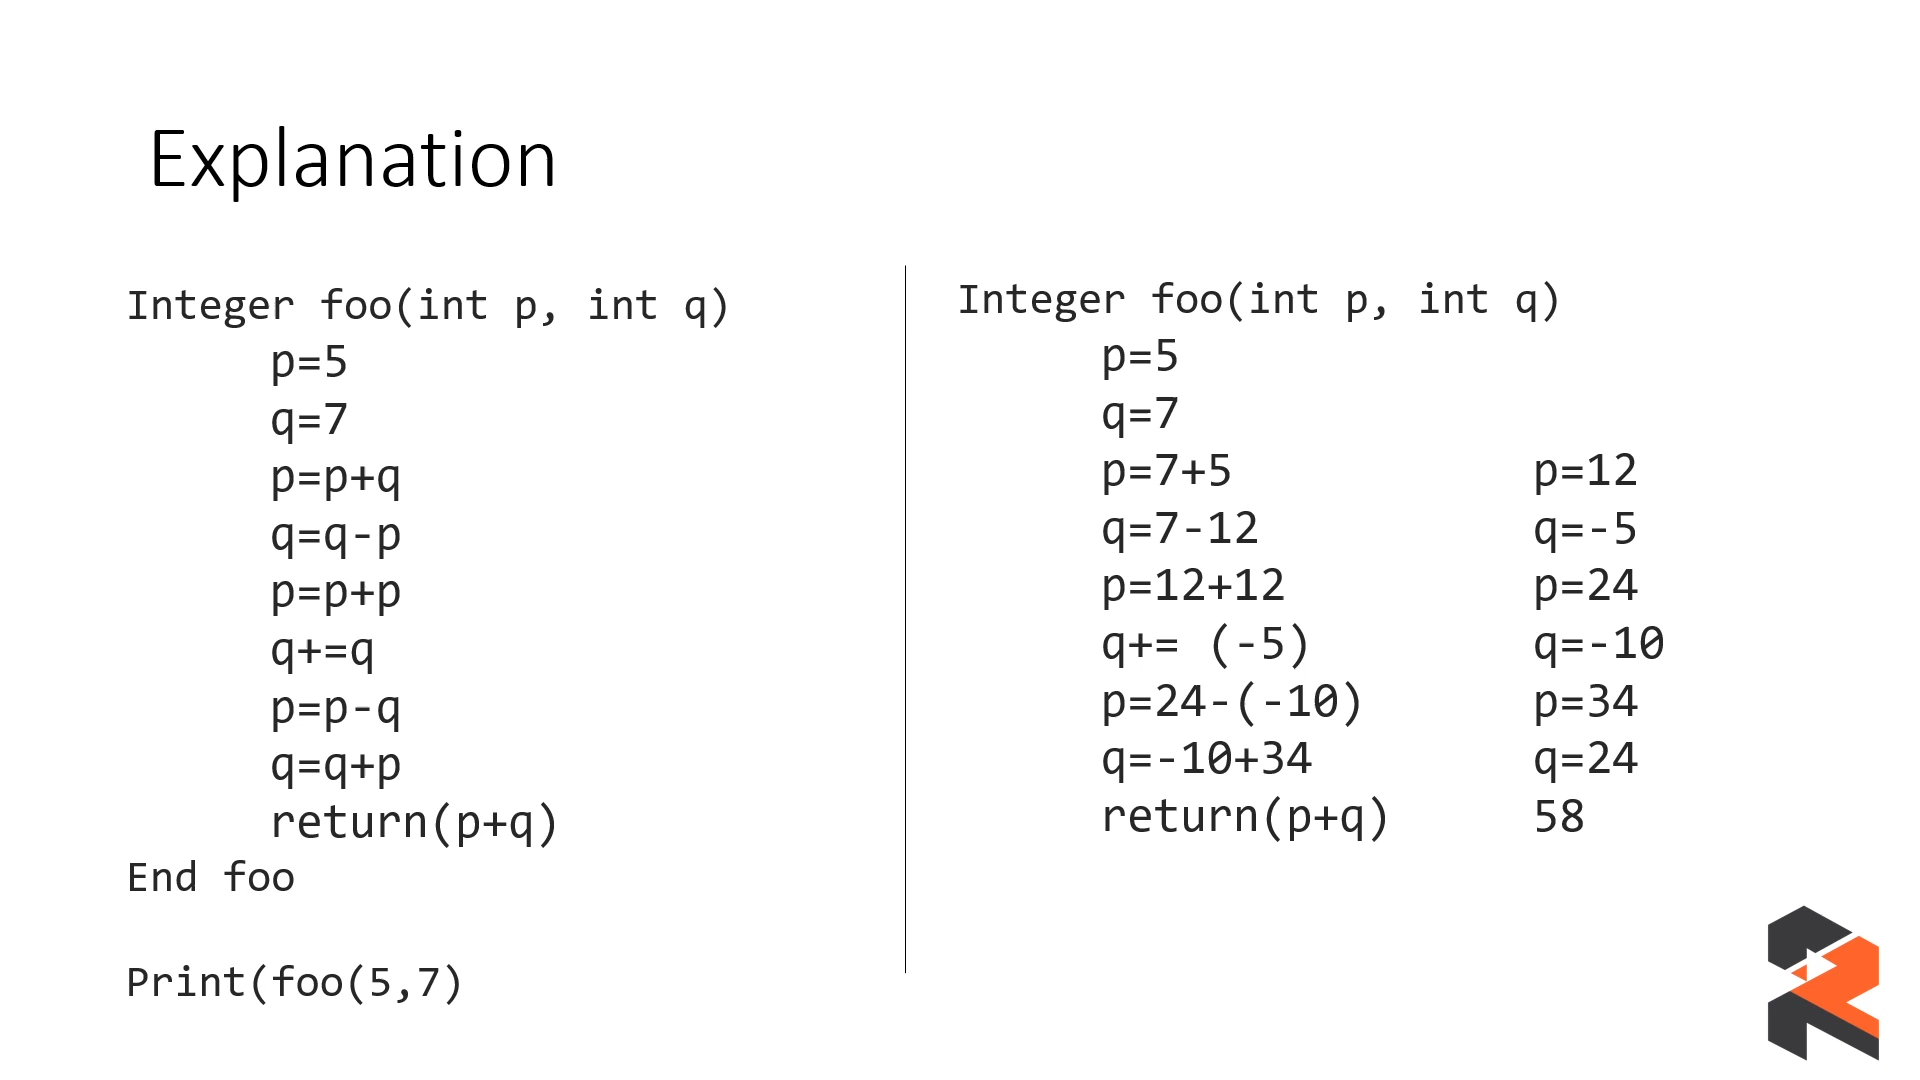 Explanation
Integer foo(int p, int q)
p=5
q=7
p=p+q
q=q-p
p=p+p
q+=q
p=p-q
q=q+p
return(p+q)
End foo
Print(foo(5,7)
Integer foo(int p, int q)
p=5
q=7
p=7+5 p=12
q=7-12 q=-5
p=12+12 p=24
q+= (-5) q=-10
p=24-(-10) p=34
q=-10+34 q=24
return(p+q) 58